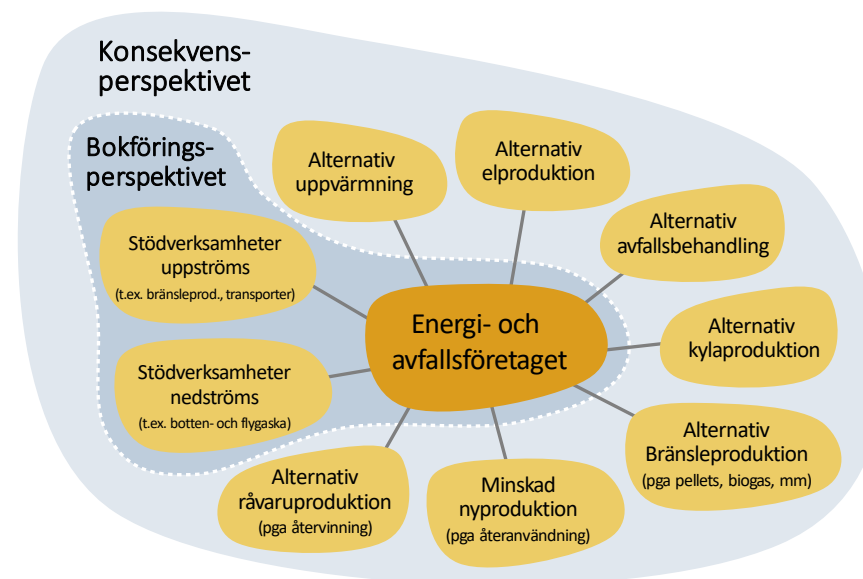 Konsekvens-
perspektivet
Bokförings-
perspektivet
Alternativ
uppvärmning
Alternativ
elproduktion
Alternativ
avfallsbehandling
Stödverksamheter
uppströms
(t.ex. bränsleprod., transporter)
Energi- och
avfallsföretaget
Alternativ
kylaproduktion
Stödverksamheter
nedströms
(t.ex. botten- och flygaska)
Alternativ
Bränsleproduktion
(pga pellets, biogas, mm)
Alternativ
råvaruproduktion
(pga återvinning)
Minskad
nyproduktion
(pga återanvändning)